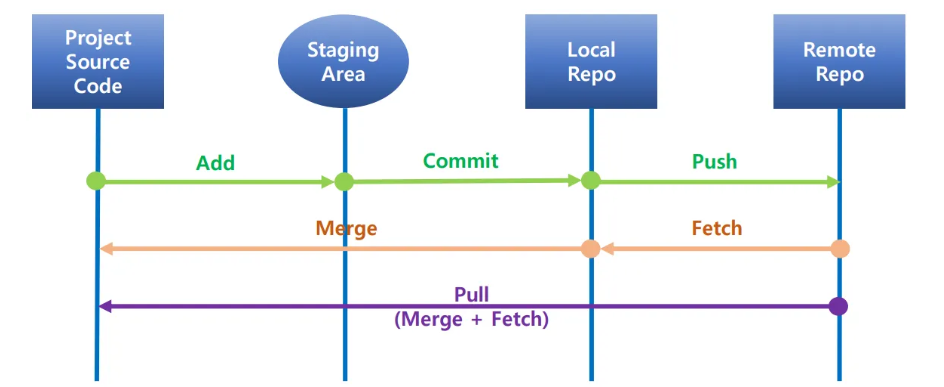 Project
Source
Code
Staging
Area
Local
Repo
Remote
Repo
Add
Commit
Push
Merge
Fetch
Pull
(Merge + Fetch)